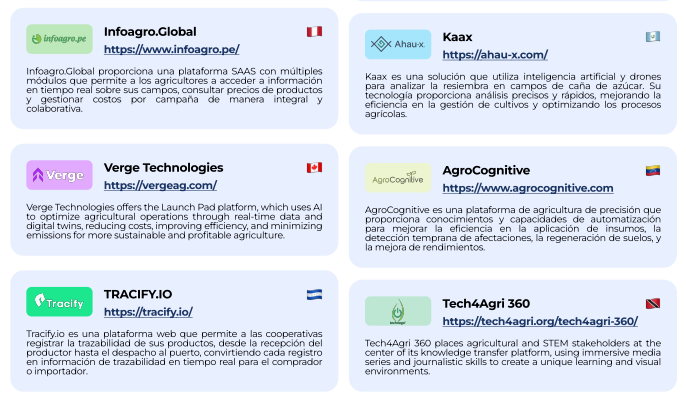 infoagro.pe
Infoagro.Global
https://www.infoagro.pe/
Infoagro.Global proporciona una plataforma SAAS con múltiples
módulos que permite a los agricultores a acceder a información
en tiempo real sobre sus campos, consultar precios de productos
y gestionar costos por campaña de manera integral y
colaborativa.
Verge
Verge Technologies
https://vergeag.com/
Verge Technologies offers the Launch Pad platform, which uses AI
to optimize agricultural operations through real-time data and
digital twins, reducing costs, improving efficiency, and minimizing
emissions for more sustainable and profitable agriculture.
Tracify
TRACIFY.IO
https://tracify.io/
Tracify.io es una plataforma web que permite a las cooperativas
registrar la trazabilidad de sus productos, desde la recepción del
productor hasta el despacho al puerto, convirtiendo cada registro
en información de trazabilidad en tiempo real para el comprador
o importador.
Ahau·x.
Kaax
https://ahau-x.com/
Kaax es una solución que utiliza inteligencia artificial y drones
para analizar la resiembra en campos de caña de azúcar. Su
tecnología proporciona análisis precisos y rápidos, mejorando la
eficiencia en la gestión de cultivos y optimizando los procesos
agrícolas.
AgroCognitive
AgroCognitive
https://www.agrocognitive.com
AgroCognitive es una plataforma de agricultura de precisión que
proporciona conocimientos y capacidades de automatización
para mejorar la eficiencia en la aplicación de insumos, la
detección temprana de afectaciones, la regeneración de suelos, y
la mejora de rendimientos.
Tech4Agri 360
https://tech4agri.org/tech4agri-360/
Tech4Agri 360 places agricultural and STEM stakeholders at the
center of its knowledge transfer platform, using immersive media
series and journalistic skills to create a unique learning and visual
environments.